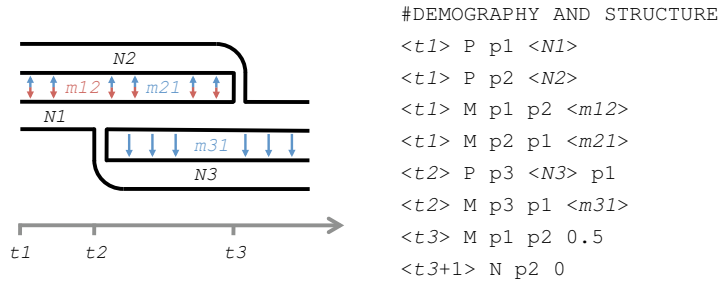 N2
m12 m21
N1
m31
N3
t1 t2 t3
#DEMOGRAPHY AND STRUCTURE
<t1> P p1 <N1>
<t1> P p2 <N2>
<t1> M p1 p2 <m12>
<t1> M p2 p1 <m21>
<t2> P p3 <N3> p1
<t2> M p3 p1 <m31>
<t3> M p1 p2 0.5
<t3+1> N p2 0